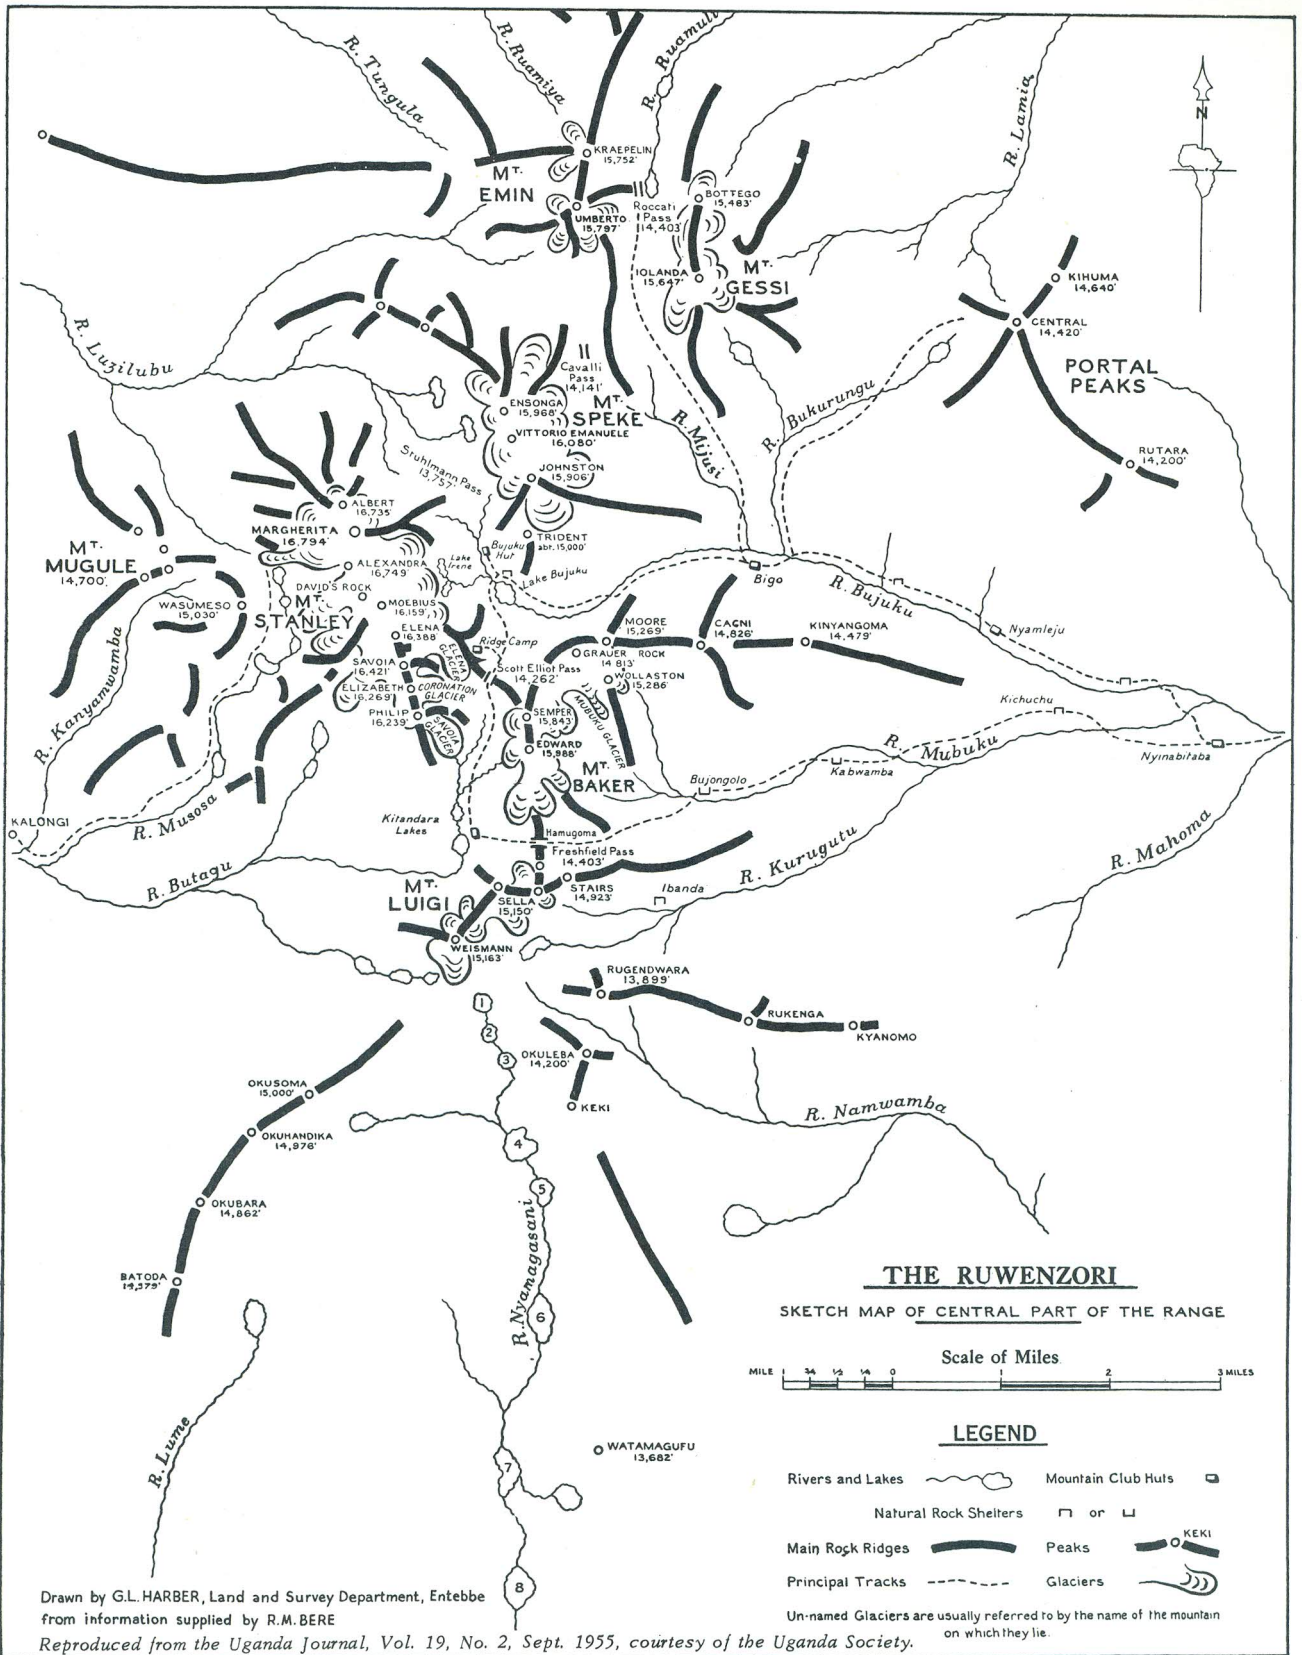 R. Tungula
R. Ruamiya
R. Ruamuli
R. Lamia
N
KRAEPELIN
15,752'
MT.
EMIN
UMBERTO
15,797'
Roccati
Pass
14,403'
BOTTEGO
15,483'
IOLANDA
15,647'
MT.
GESSI
KIHUMA
14,640'
CENTRAL
14,420'
PORTAL
PEAKS
RUTARA
14,200'
R. Luzilubu
Cavalli
Pass
14,141'
MT.
SPEKE
ENSONGA
15,968'
VITTORIO EMANUELE
16,080'
JOHNSTON
15,906'
R. Mijusi
R. Bukurungu
Stuhlmann Pass
13,757'
ALBERT
16,735'
MARGHERITA
16,794'
TRIDENT
abt. 15,000'
MT.
MUGULE
14,700'
ALEXANDRA
16,749'
Lake
Irene
Bujuku
Hut
Lake Bujuku
Bigo
R. Bujuku
DAVID'S ROCK
MT.
STANLEY
MOEBIUS
16,159'
WASUMESO
15,030'
ELENA
16,388
ELENA
GLACIER
Ridge Camp
MOORE
15,269'
CAGNI
14,826'
KINYANGOMA
14,479'
Nyamleju
GRAUER ROCK
14 813'
Scott Elliot Pass
14,262'
WOLLASTON
15,286'
SAVOIA
16,421'
ELIZABETH
16,269'
CORONATION
GLACIER
PHILIP
16,239'
SAVOIA
GLACIER
SEMPER
15,843'
MUBUKU GLACIER
EDWARD
15,988'
MT.
BAKER
Kichuchu
R. Mubuku
Nyinabitaba
Kabwamba
Bujongolo
R. Kanyamwamba
KALONGI
R. Musosa
Kitandara
Lakes
Hamugoma
Freshfield Pass
14,403'
R. Butagu
MT.
LUIGI
STAIRS
14,923'
SELLA
15,150'
Ibanda
R. Kurugutu
R. Mahoma
WEISMANN
15,163'
RUGENDWARA
13,899'
RUKENGA
KYANOMO
1
2
3
OKULEBA
14,200'
KEKI
R. Namwamba
OKUSOMA
15,000'
OKUHANDIKA
14,976'
4
5
OKUBARA
14,862'
BATODA
14,379'
R. Nyamagasani
6
R. Lume
7
WATAMAGUFU
13,682'
8
THE RUWENZORI
SKETCH MAP OF CENTRAL PART OF THE RANGE
Scale of Miles
MILE 1 3/4 1/2 1/4 0 1 2 3 MILES
LEGEND
Rivers and Lakes Mountain Club Huts
Natural Rock Shelters or
Main Rock Ridges Peaks KEKI
Principal Tracks Glaciers
Un-named Glaciers are usually referred to by the name of the mountain
on which they lie.
Drawn by G.L. HARBER, Land and Survey Department, Entebbe
from information supplied by R.M. BERE
Reproduced from the Uganda Journal, Vol. 19, No. 2, Sept. 1955, courtesy of the Uganda Society.